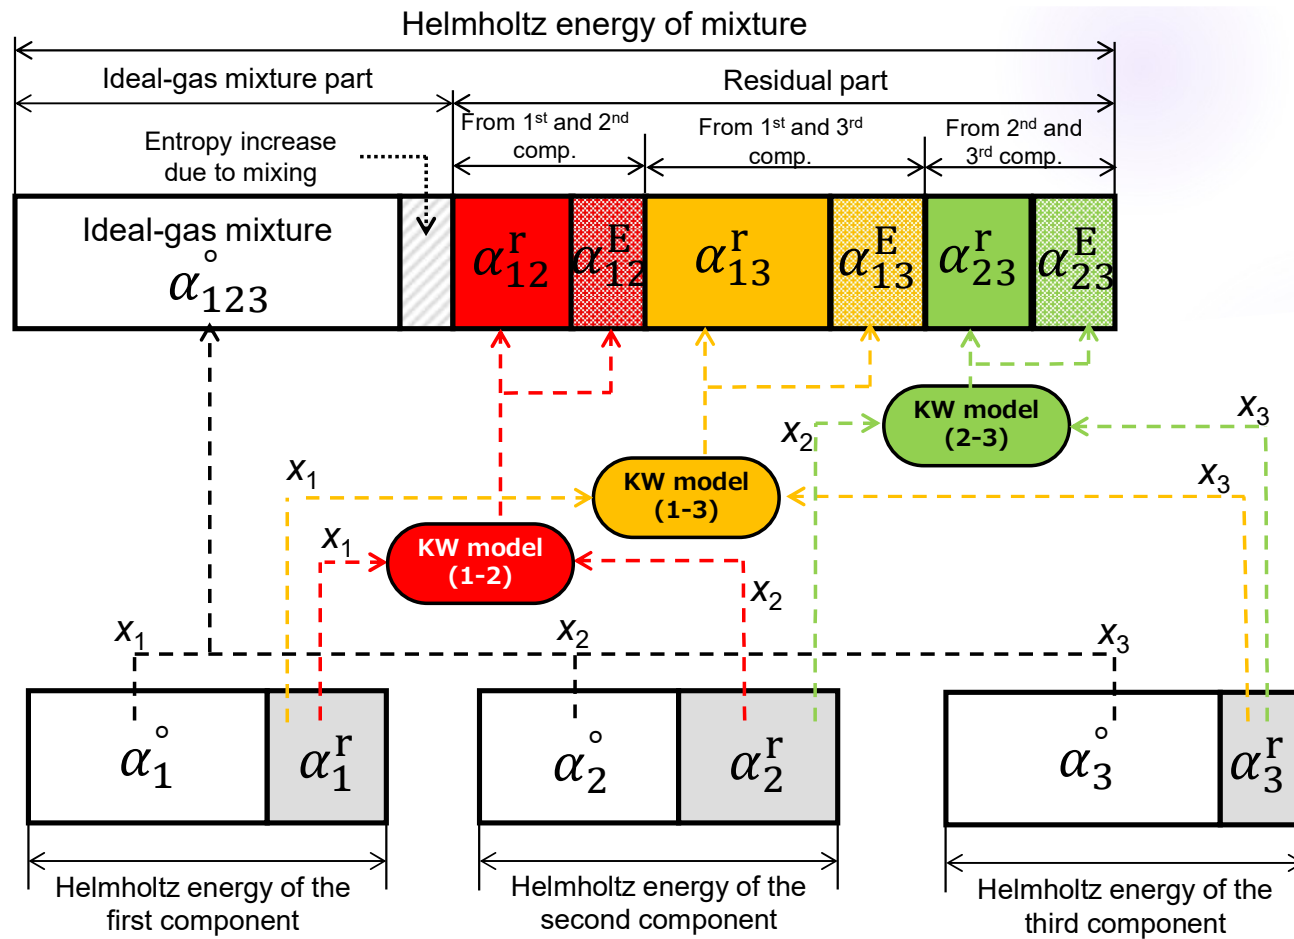 Helmholtz energy of mixture
Ideal-gas mixture part
Residual part
Entropy increase
due to mixing
From 1st and 2nd
comp.
From 1st and 3rd
comp.
From 2nd and
3rd comp.
Ideal-gas mixture
α°123
αr12
αE12
αr13
αE13
αr23
αE23
KW model
(2-3)
x2
x3
KW model
(1-3)
x1
x3
KW model
(1-2)
x1
x2
x1
x2
x3
α°1
αr1
α°2
αr2
α°3
αr3
Helmholtz energy of the
first component
Helmholtz energy of the
second component
Helmholtz energy of the
third component